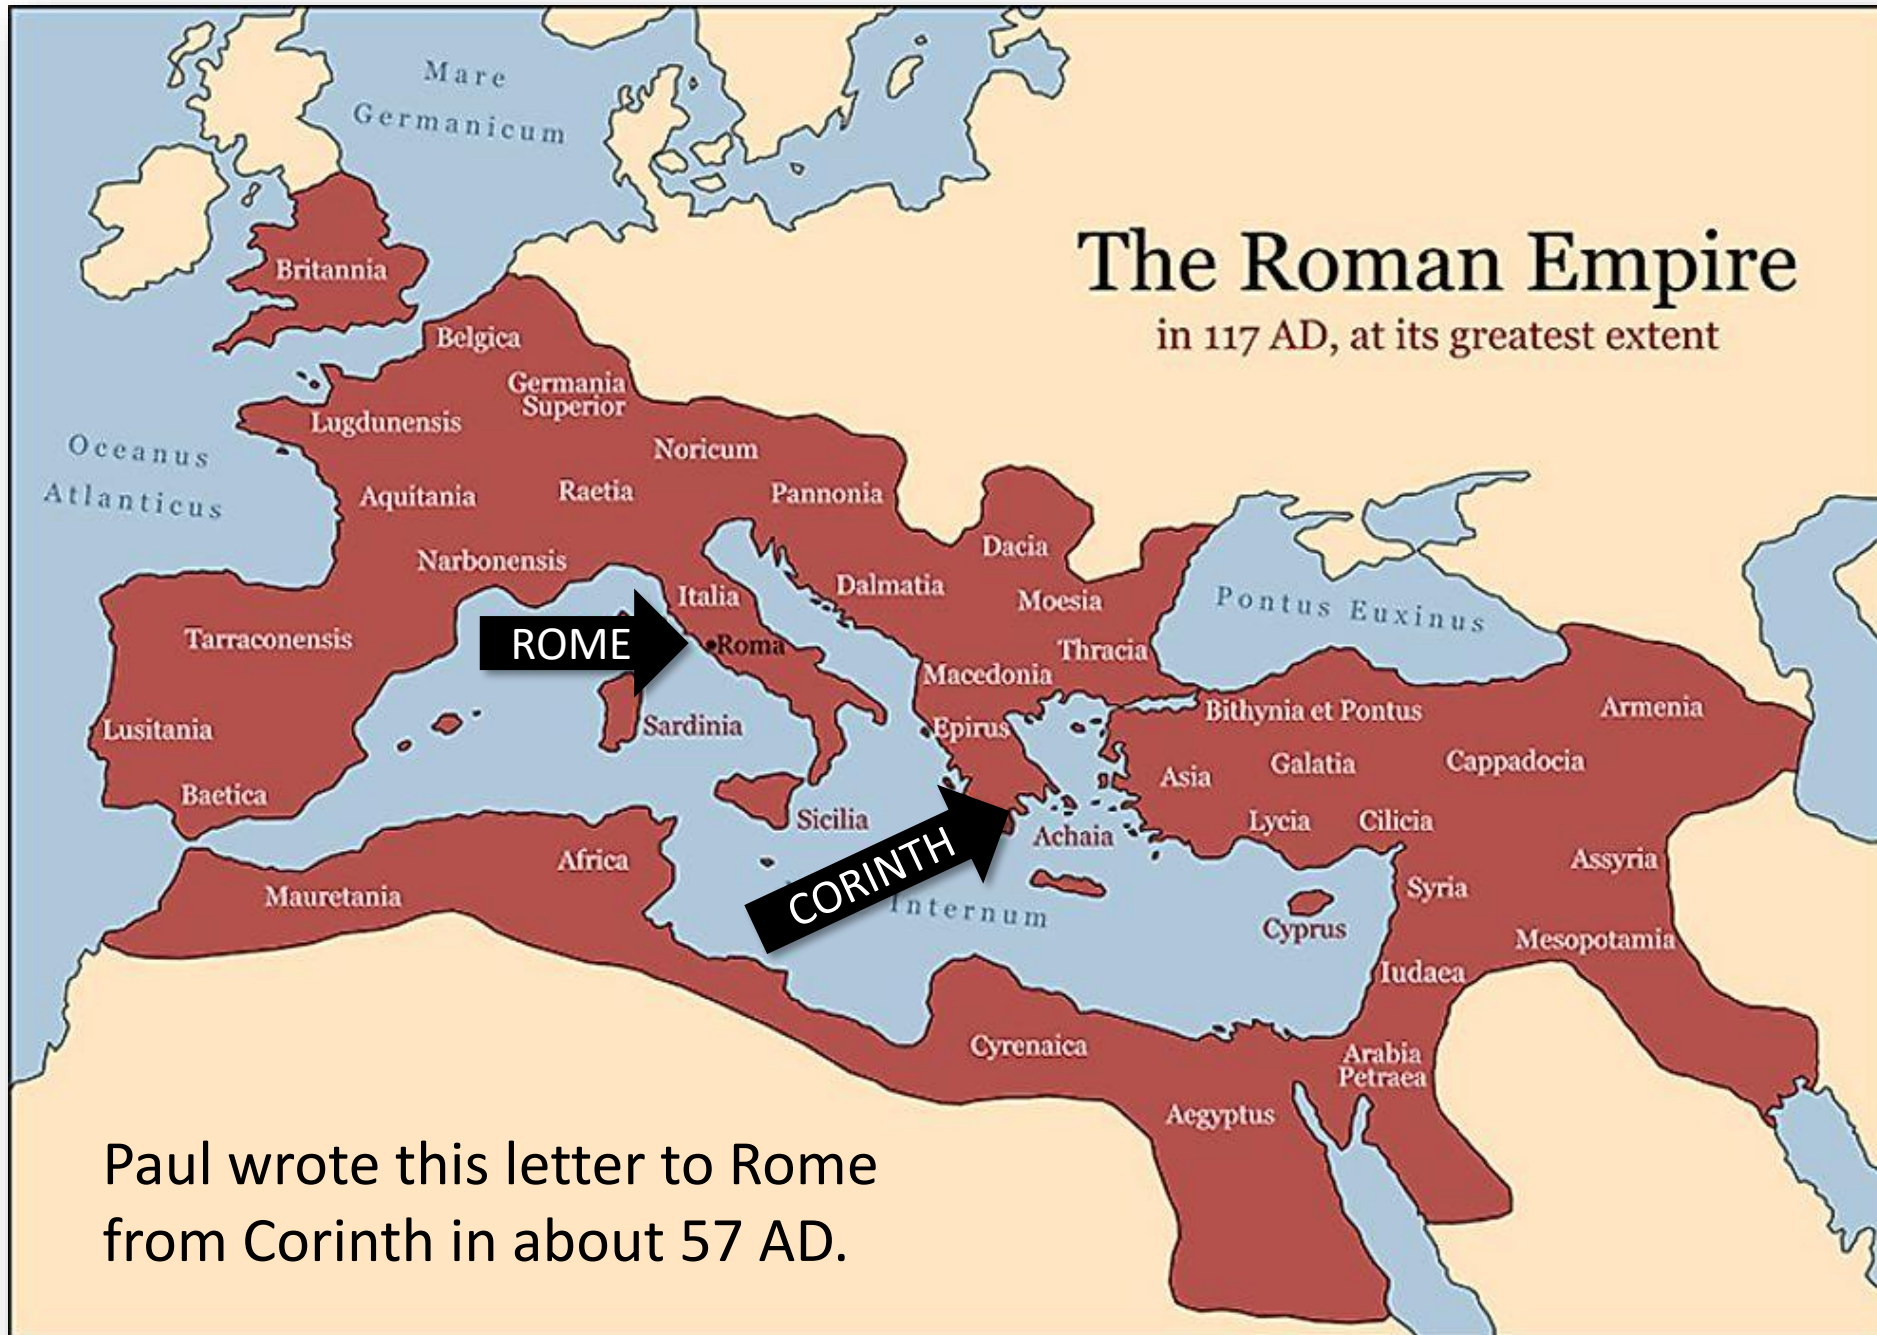 Mare
Germanicum
The Roman Empire
in 117 AD, at its greatest extent
Britannia
Belgica
Germania
Superior
Lugdunensis
Oceanus
Atlanticus
Noricum
Aquitania
Raetia
Pannonia
Dacia
Narbonensis
Dalmatia
Italia
Moesia
Pontus Euxinus
Tarraconensis
ROME
Roma
Thracia
Macedonia
Lusitania
Sardinia
Epirus
Bithynia et Pontus
Armenia
Asia
Galatia
Cappadocia
Baetica
Sicilia
Achaia
Lycia
Cilicia
CORINTH
Africa
Assyria
Mauretania
Syria
Internum
Cyprus
Mesopotamia
Iudaea
Cyrenaica
Arabia
Petraea
Aegyptus
Paul wrote this letter to Rome
from Corinth in about 57 AD.